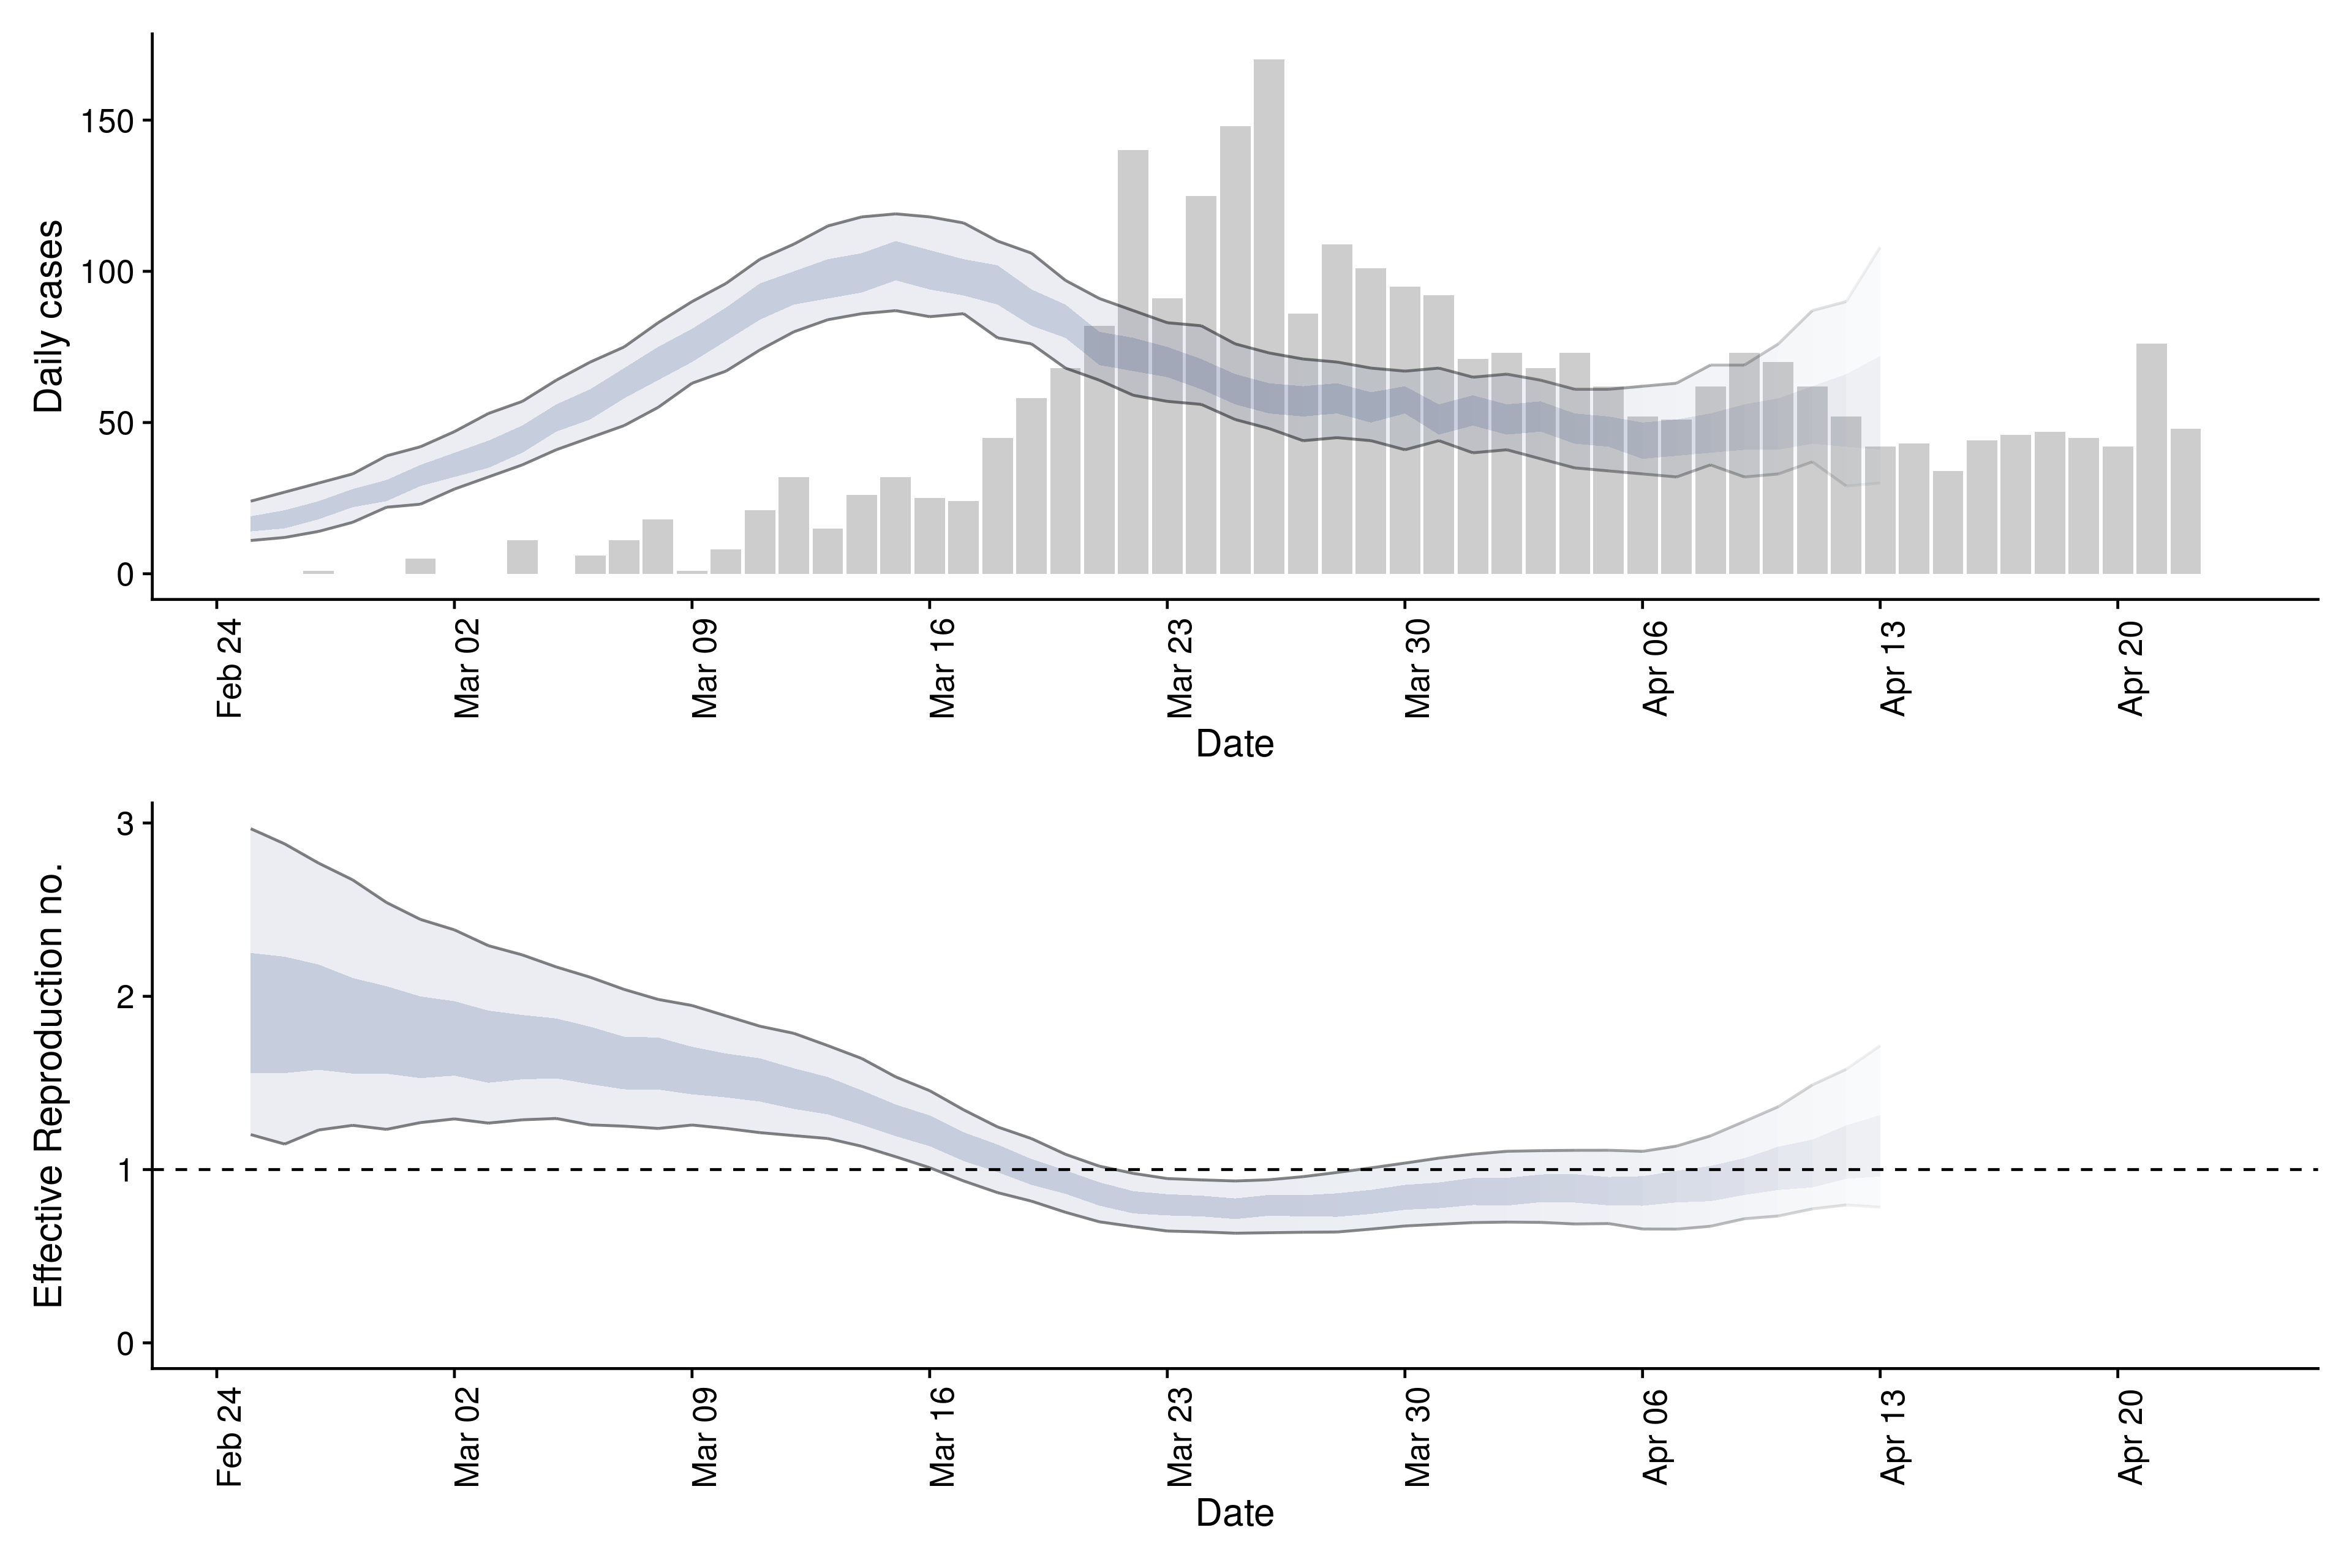 Daily cases
150
100
50
0
Feb 24
Mar 02
Mar 09
Mar 16
Mar 23
Mar 30
Apr 06
Apr 13
Apr 20
Date
Effective Reproduction no.
3
2
1
0
Feb 24
Mar 02
Mar 09
Mar 16
Mar 23
Mar 30
Apr 06
Apr 13
Apr 20
Date